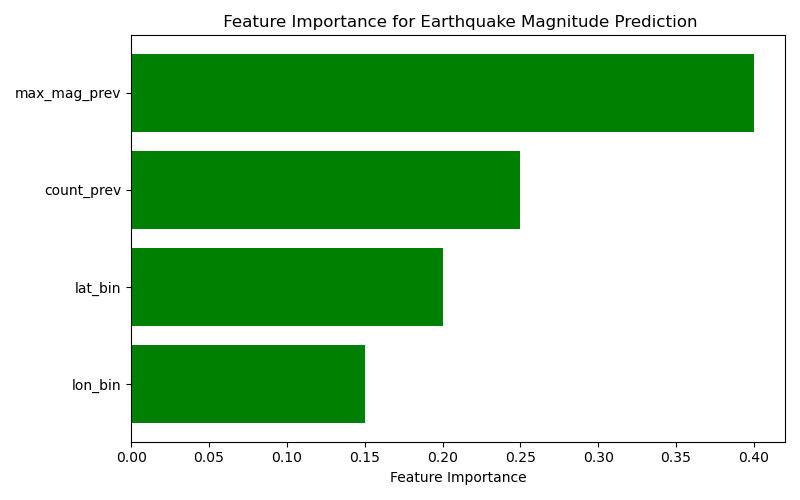 Feature Importance for Earthquake Magnitude Prediction
max_mag_prev
count_prev
lat_bin
lon_bin
0.00 0.05 0.10 0.15 0.20 0.25 0.30 0.35 0.40
Feature Importance